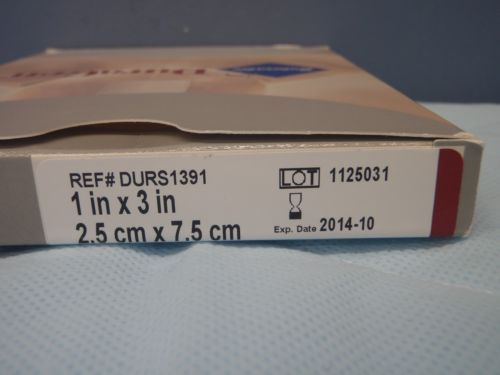 REF# DURS1391
1 in x 3 in
2.5 cm x 7.5 cm
LOT 1125031
Exp. Date 2014-10